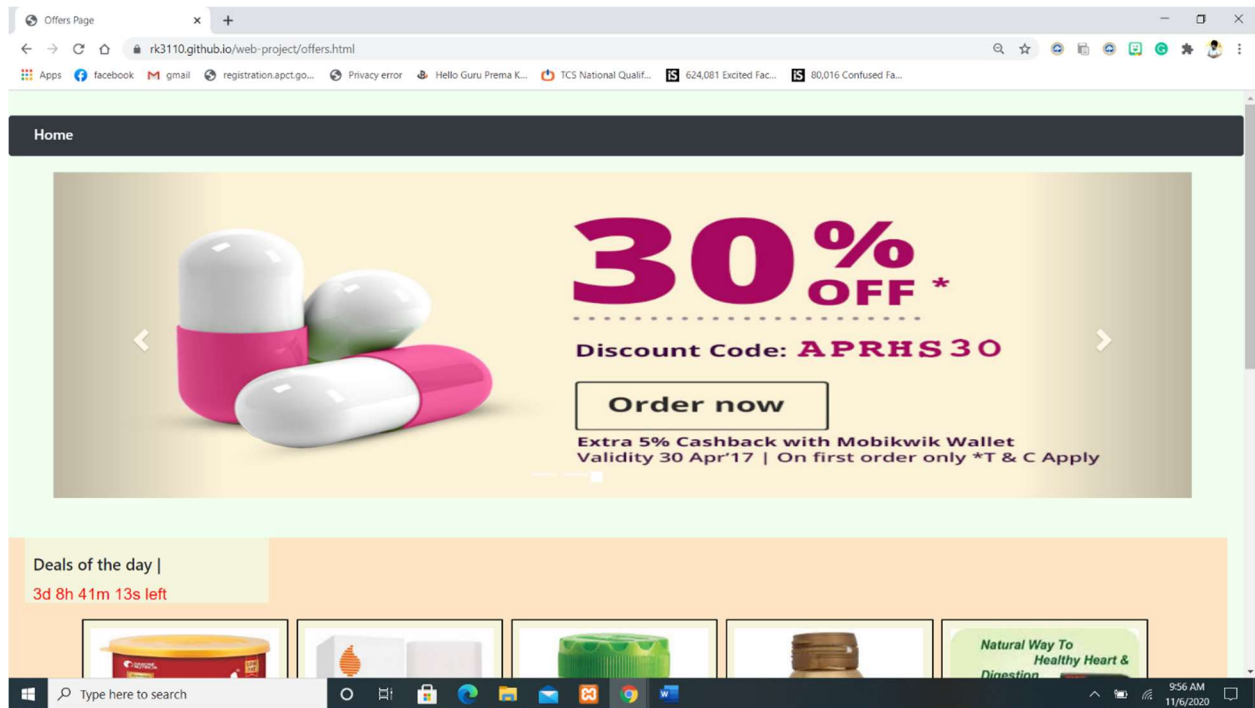 Offers Page
rk3110.github.io/web-project/offers.html
Apps facebook gmail registration.apct.go... Privacy error Hello Guru Prema K... TCS National Qualif... iS 624,081 Excited Fac... iS 80,016 Confused Fa...
Home
30%
OFF *
Discount Code: APRHS30
Order now
Extra 5% Cashback with Mobikwik Wallet
Validity 30 Apr'17 | On first order only *T & C Apply
Deals of the day |
3d 8h 41m 13s left
Natural Way To
Healthy Heart &
Digestion
Type here to search
9:56 AM
11/6/2020